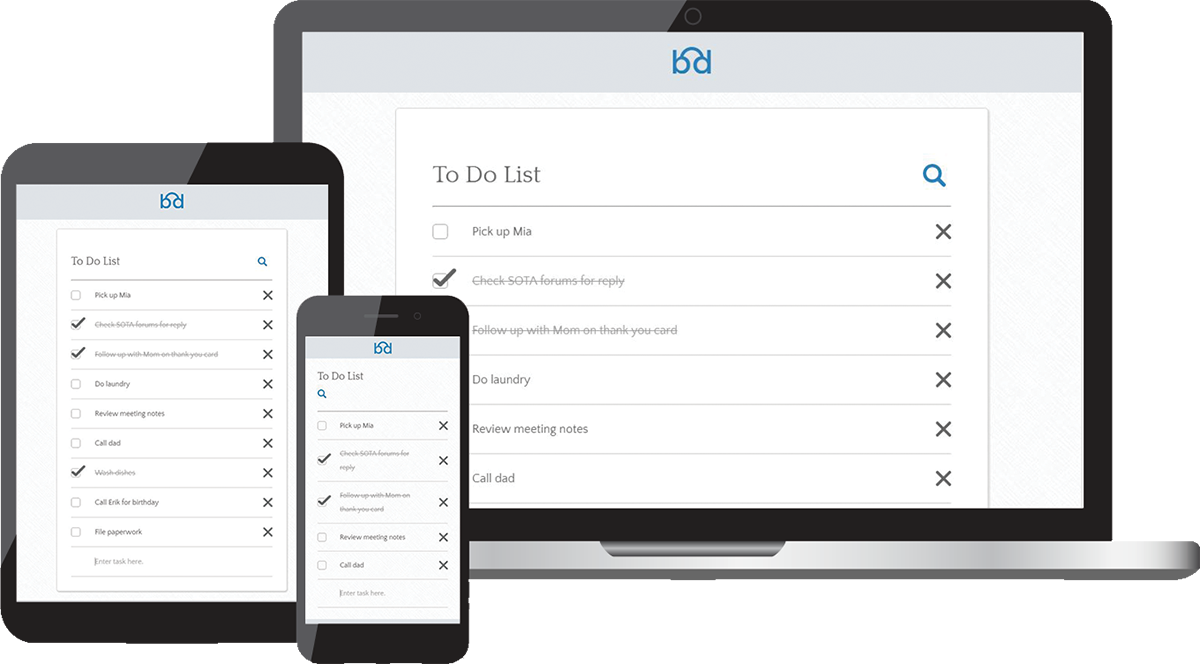 To Do List
Pick up Mia
Check SOTA forums for reply
Follow up with Mom on thank you card
Do laundry
Review meeting notes
Call dad
To Do List
Pick up Mia
Check SOTA forums for reply
Follow up with Mom on thank you card
Do laundry
Review meeting notes
Call dad
Wash dishes
Call Erik for birthday
File paperwork
Enter task here.
To Do List
Pick up Mia
Check SOTA forums for
reply
Follow up with Mom on
thank you card
Review meeting notes
Call dad
Enter task here.